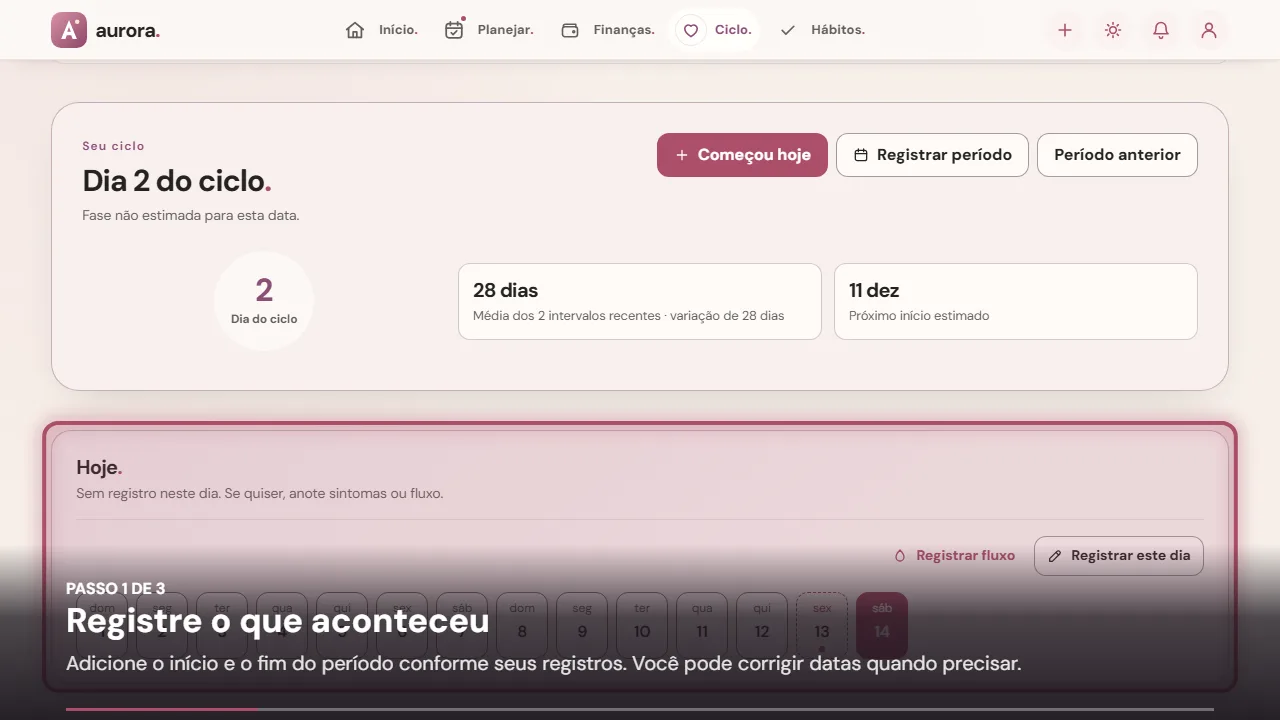 aurora.
Início.
Planejar.
Finanças.
Ciclo.
Hábitos.
Seu ciclo
Dia 2 do ciclo.
Fase não estimada para esta data.
Começou hoje
Registrar período
Período anterior
2
Dia do ciclo
28 dias
Média dos 2 intervalos recentes · variação de 28 dias
11 dez
Próximo início estimado
Hoje.
Sem registro neste dia. Se quiser, anote sintomas ou fluxo.
Registrar fluxo
Registrar este dia
PASSO 1 DE 3
dom seg ter qua qui sex sáb dom seg ter qua qui sex sáb
Registre o que aconteceu
7 8 9 10 11 12 13 14
Adicione o início e o fim do período conforme seus registros. Você pode corrigir datas quando precisar.